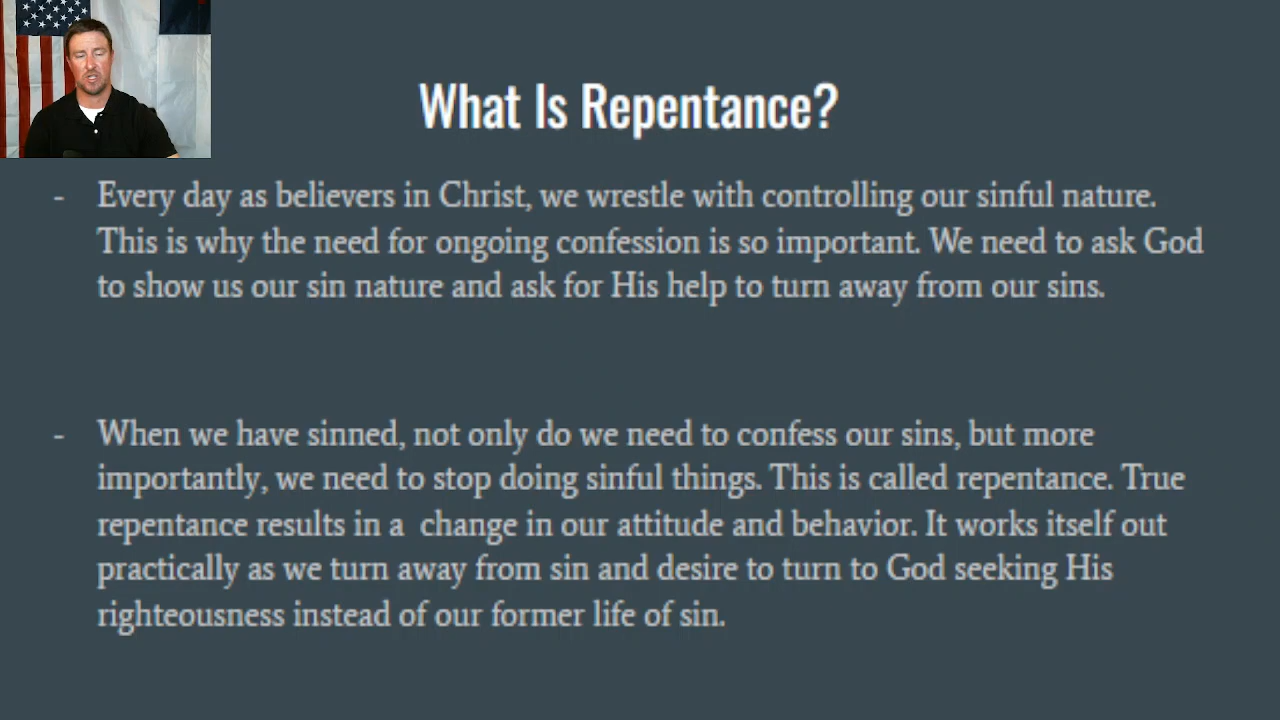 What Is Repentance?
- Every day as believers in Christ, we wrestle with controlling our sinful nature.
This is why the need for ongoing confession is so important. We need to ask God
to show us our sin nature and ask for His help to turn away from our sins.
- When we have sinned, not only do we need to confess our sins, but more
importantly, we need to stop doing sinful things. This is called repentance. True
repentance results in a  change in our attitude and behavior. It works itself out
practically as we turn away from sin and desire to turn to God seeking His
righteousness instead of our former life of sin.